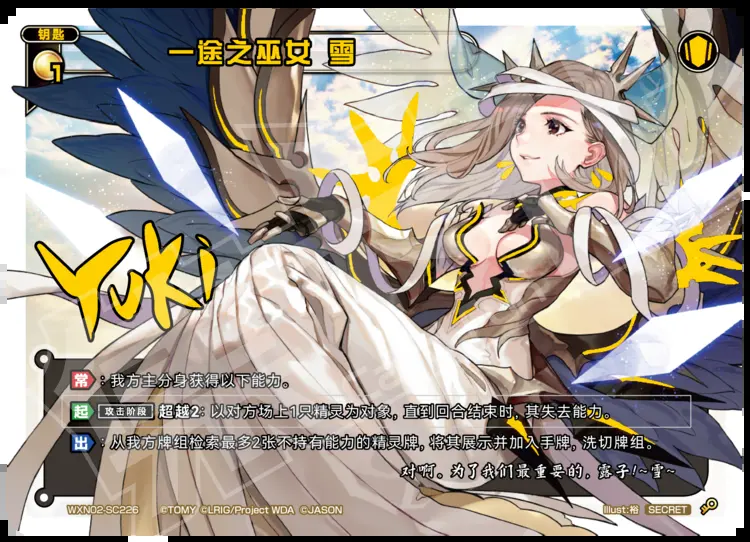 钥匙
1
一途之巫女 雪
Yuki
常：我方主分身获得以下能力。
起 攻击阶段 超越2：以对方场上1只精灵为对象，直到回合结束时，其失去能力。
出：从我方牌组检索最多2张不持有能力的精灵牌，将其展示并加入手牌，洗切牌组。
对啊。为了我们最重要的，露子！~雪~
WXN02-SC226 ©TOMY ©LRIG/Project WDA ©JASON Illust:裕 SECRET